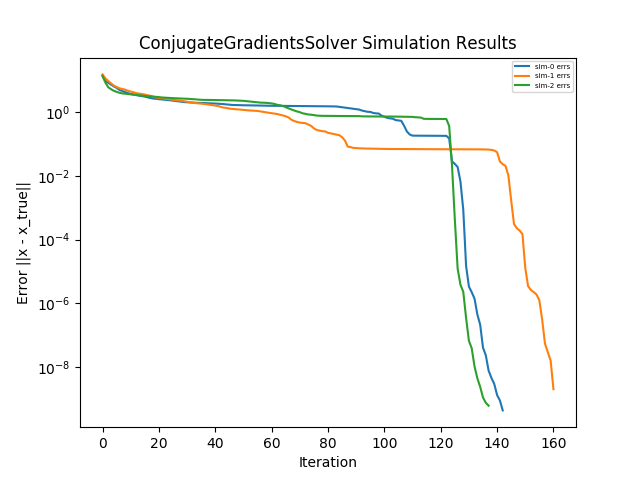 ConjugateGradientsSolver Simulation Results
sim-0 errs
sim-1 errs
sim-2 errs
Error ||x - x_true||
10⁰
10⁻²
10⁻⁴
10⁻⁶
10⁻⁸
0 20 40 60 80 100 120 140 160
Iteration